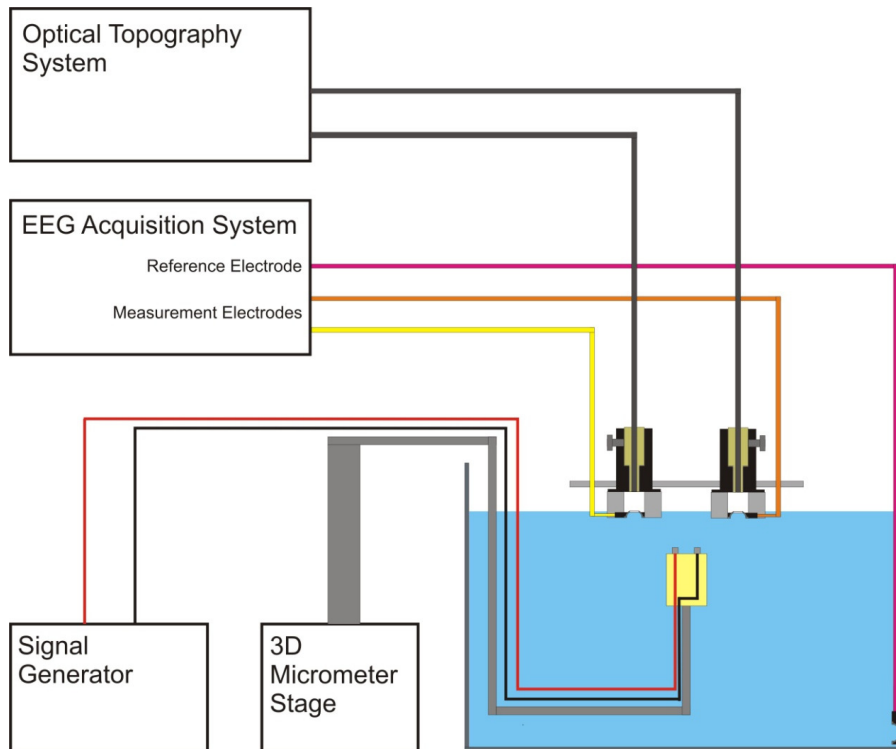 Optical Topography
System
EEG Acquisition System
Reference Electrode
Measurement Electrodes
Signal
Generator
3D
Micrometer
Stage